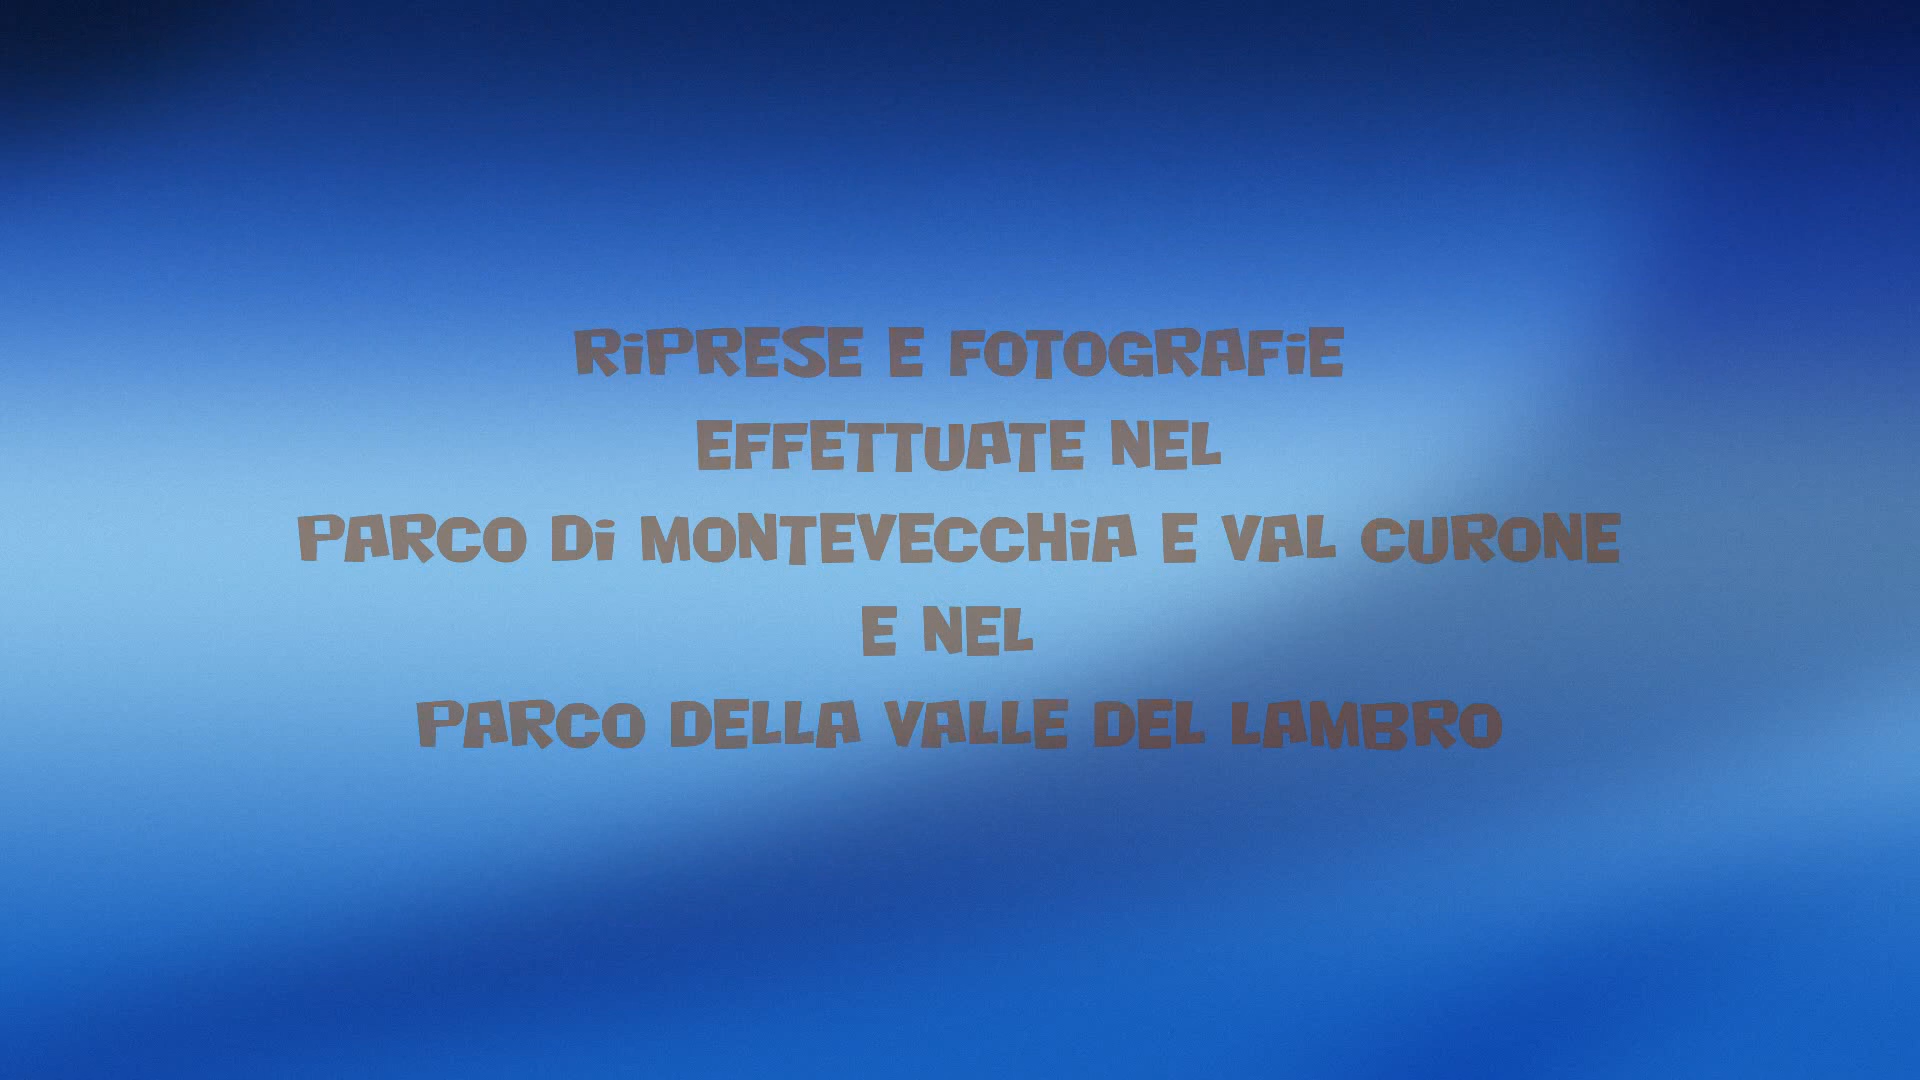 RIPRESE E FOTOGRAFIE
EFFETTUATE NEL
PARCO DI MONTEVECCHIA E VAL CURONE
E NEL
PARCO DELLA VALLE DEL LAMBRO